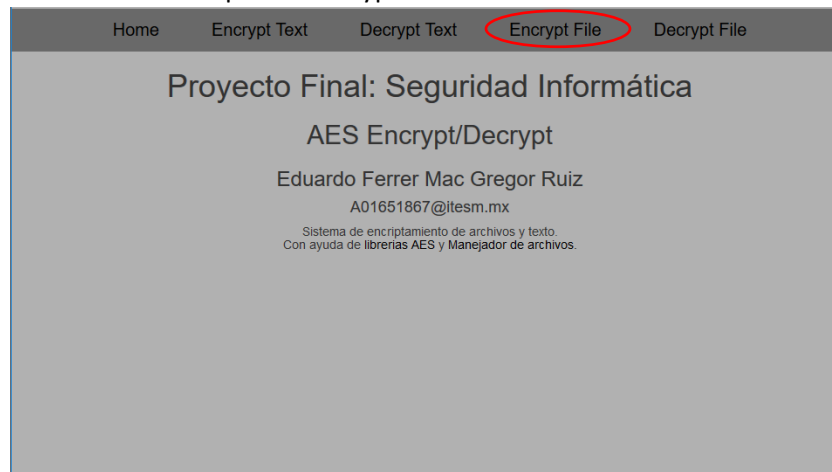 Home Encrypt Text Decrypt Text Encrypt File Decrypt File
Proyecto Final: Seguridad Informática
AES Encrypt/Decrypt
Eduardo Ferrer Mac Gregor Ruiz
A01651867@itesm.mx
Sistema de encriptamiento de archivos y texto.
Con ayuda de librerias AES y Manejador de archivos.